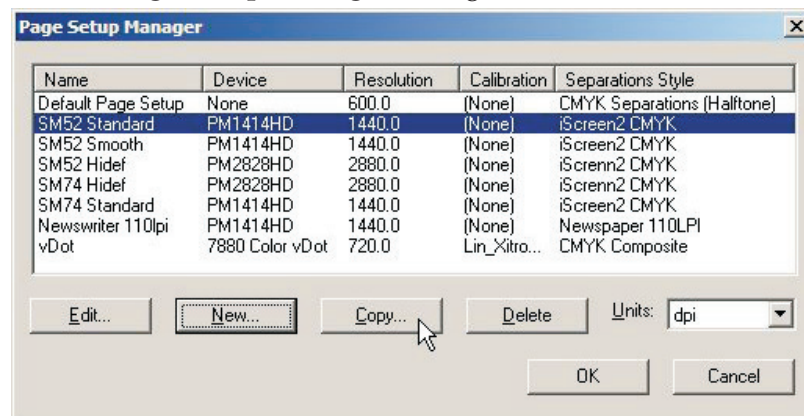 Page Setup Manager
Name Device Resolution Calibration Separations Style
Default Page Setup None 600.0 (None) CMYK Separations (Halftone)
SM52 Standard PM1414HD 1440.0 (None) iScreen2 CMYK
SM52 Smooth PM1414HD 1440.0 (None) iScreen2 CMYK
SM52 Hidef PM2828HD 2880.0 (None) iScreen2 CMYK
SM74 Hidef PM2828HD 2880.0 (None) iScrenn2 CMYK
SM74 Standard PM1414HD 1440.0 (None) iScreen2 CMYK
Newswriter 110lpi PM1414HD 1440.0 (None) Newspaper 110LPI
vDot 7880 Color vDot 720.0 Lin_Xitro... CMYK Composite
Edit... New... Copy... Delete Units: dpi
OK Cancel